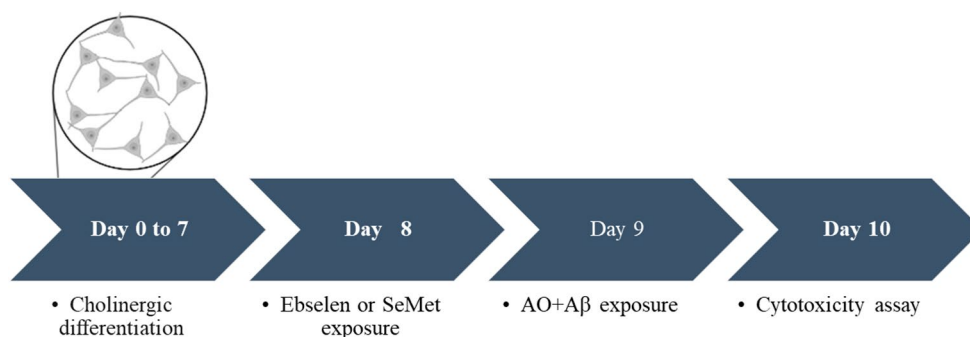 Day 0 to 7
Day 8
Day 9
Day 10
• Cholinergic
differentiation
• Ebselen or SeMet
exposure
• AO+Aβ exposure
• Cytotoxicity assay